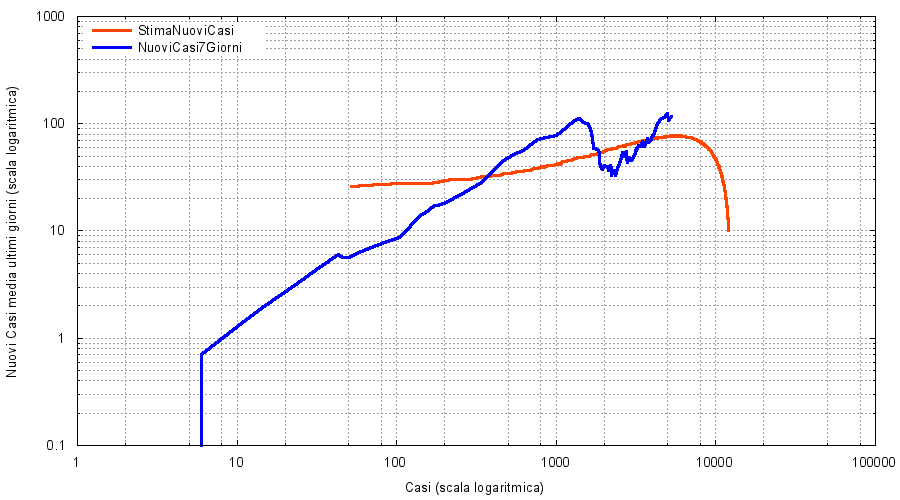 1000
100
10
1
0.1
StimaNuoviCasi
NuoviCasi7Giorni
Nuovi Casi media ultimi giorni (scala logaritmica)
1 10 100 1000 10000 100000
Casi (scala logaritmica)